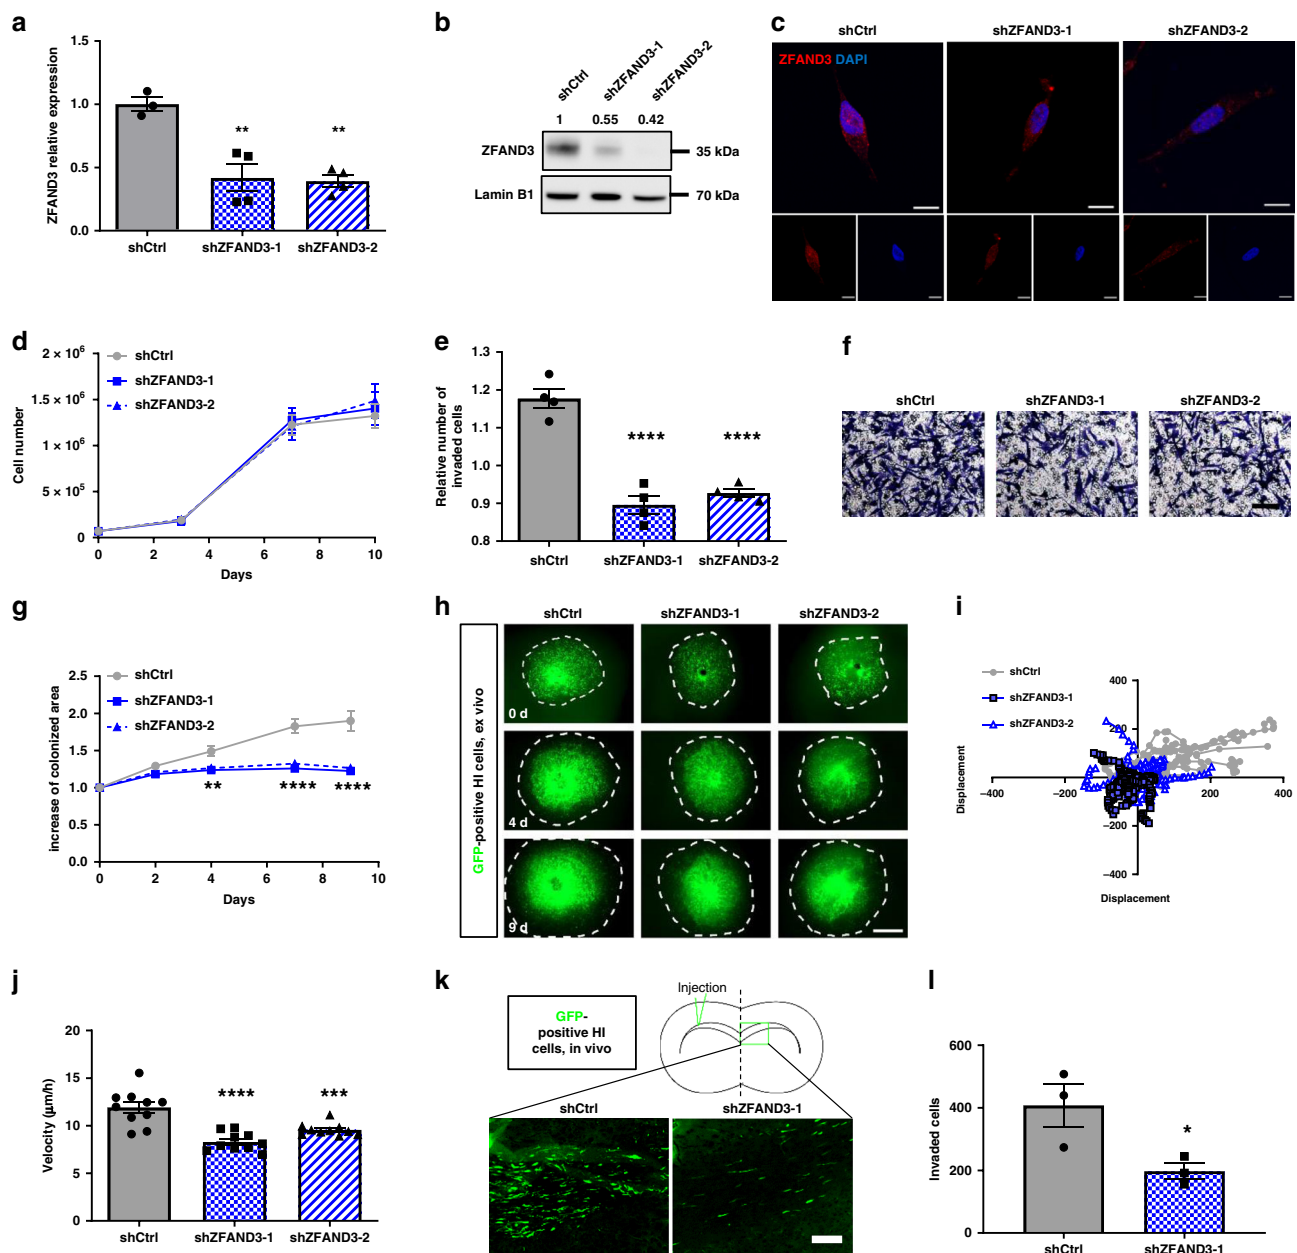 a
ZFAND3 relative expression
1.5
1.0
0.5
0.0
**
**
shCtrl
shZFAND3-1
shZFAND3-2
b
shCtrl
shZFAND3-1
shZFAND3-2
1
0.55
0.42
ZFAND3
35 kDa
Lamin B1
70 kDa
c
shCtrl
shZFAND3-1
shZFAND3-2
ZFAND3 DAPI
d
Cell number
2 × 10⁶
1.5 × 10⁶
1 × 10⁶
5 × 10⁵
0
shCtrl
shZFAND3-1
shZFAND3-2
0 2 4 6 8 10
Days
e
Relative number of
invaded cells
1.3
1.2
1.1
1.0
0.9
0.8
****
****
shCtrl
shZFAND3-1
shZFAND3-2
f
shCtrl
shZFAND3-1
shZFAND3-2
g
increase of colonized area
2.5
2.0
1.5
1.0
0.5
0.0
shCtrl
shZFAND3-1
shZFAND3-2
**
****
****
0 2 4 6 8 10
Days
h
shCtrl
shZFAND3-1
shZFAND3-2
GFP-positive HI cells, ex vivo
0 d
4 d
9 d
i
shCtrl
shZFAND3-1
shZFAND3-2
Displacement
400
200
−200
−400
−400 −200 200 400
Displacement
j
Velocity (μm/h)
20
15
10
5
0
****
***
shCtrl
shZFAND3-1
shZFAND3-2
k
GFP-
positive HI
cells, in vivo
Injection
shCtrl
shZFAND3-1
l
Invaded cells
600
400
200
0
*
shCtrl
shZFAND3-1